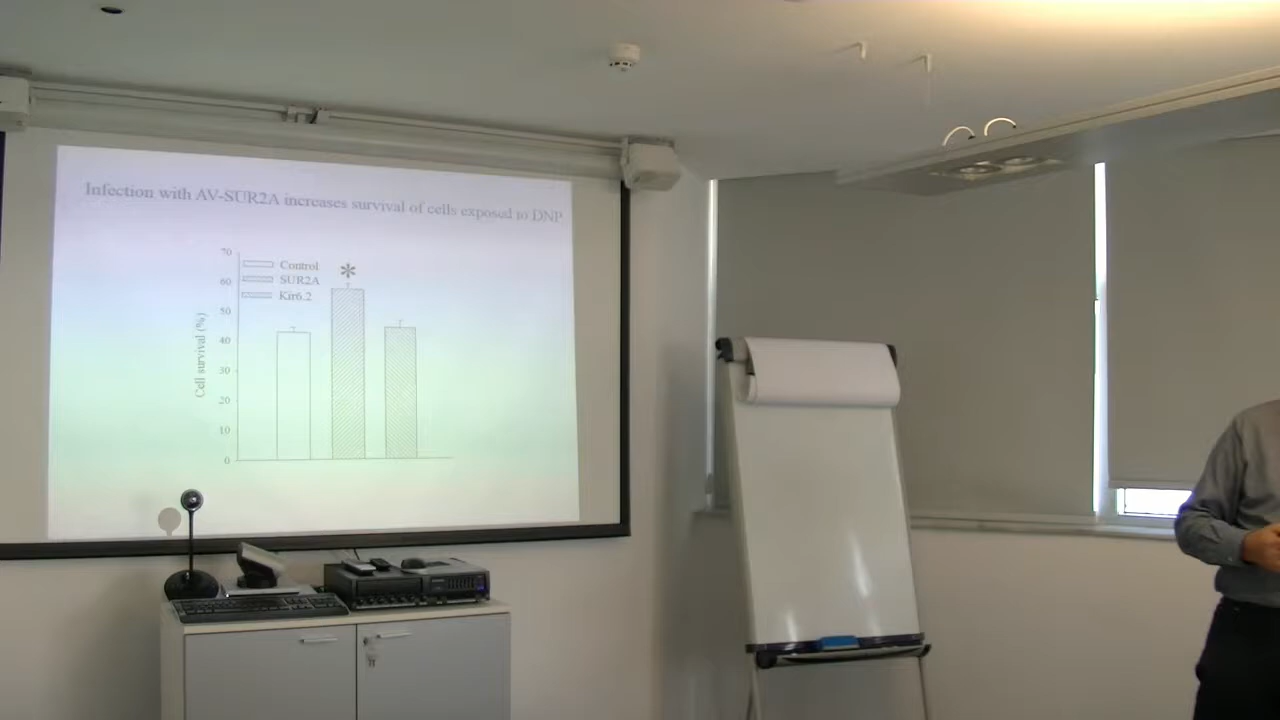 Infection with AV-SUR2A increases survival of cells exposed to DNP
70
60
50
40
30
20
10
0
Cell survival (%)
Control
SUR2A
Kir6.2
*